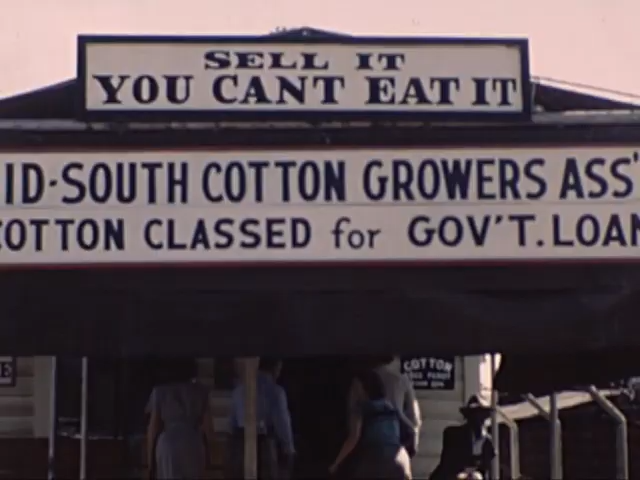 SELL IT
YOU CANT EAT IT
ID-SOUTH COTTON GROWERS ASS'
COTTON CLASSED for GOV'T. LOAN
COTTON